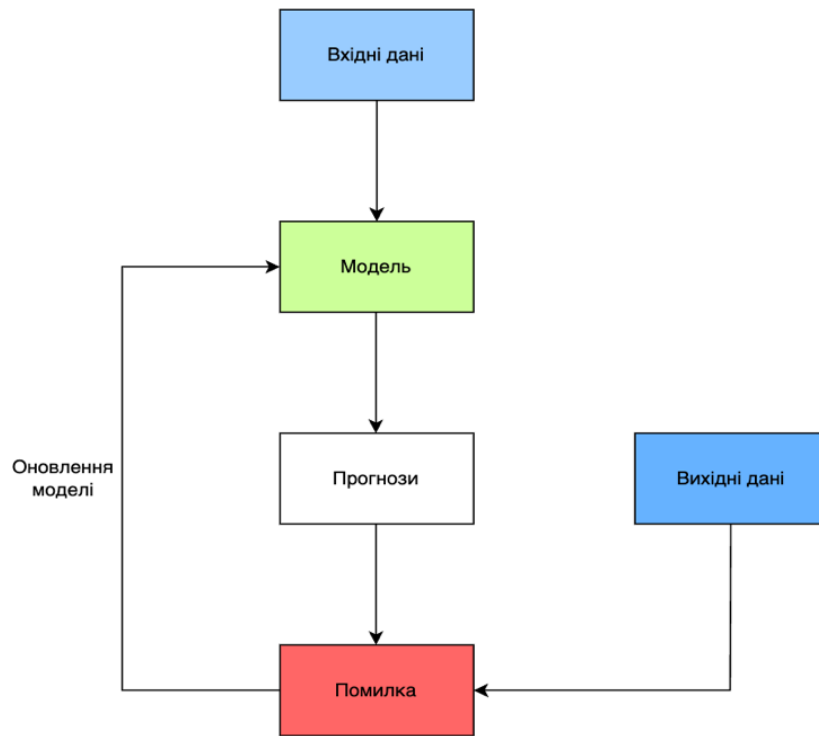 Вхідні дані
Модель
Оновлення
моделі
Прогнози
Вихідні дані
Помилка